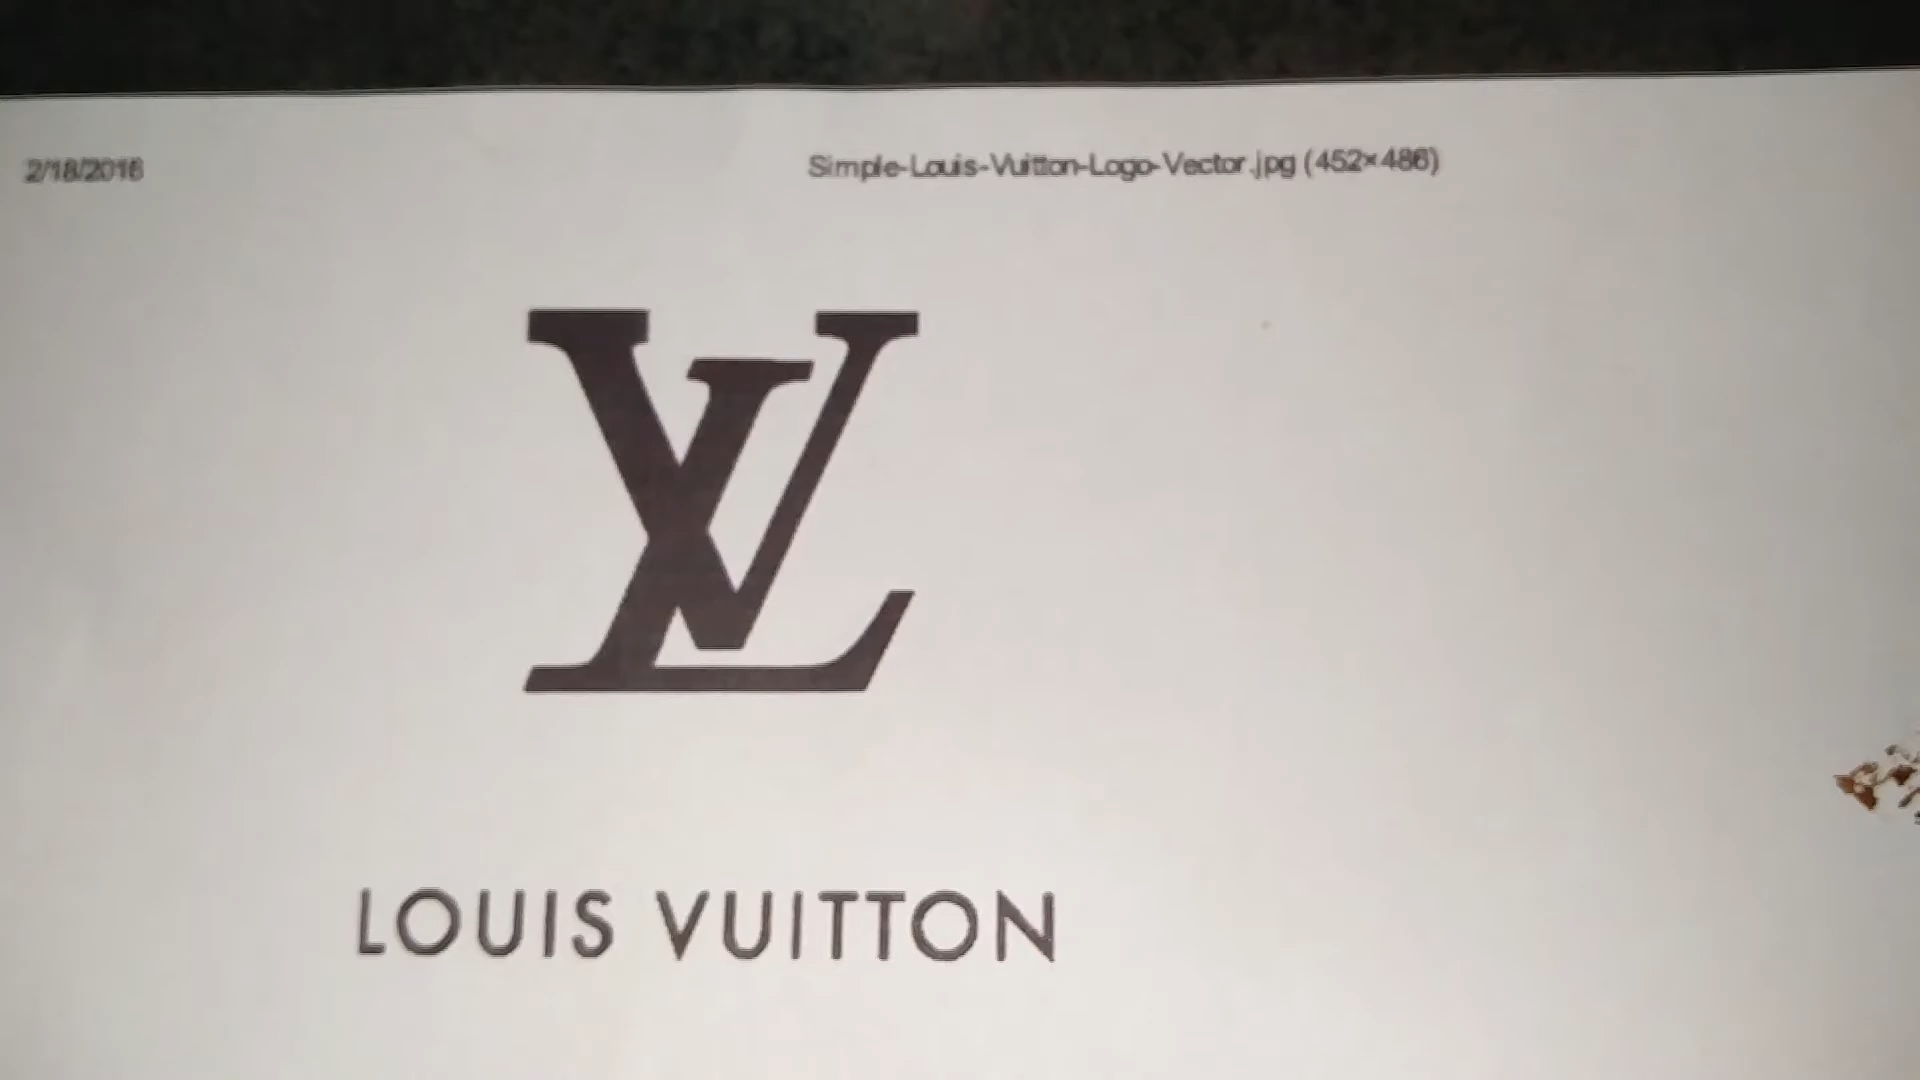 2/18/2016 Simple-Louis-Vuitton-Logo-Vector.jpg (452×486)
LV
LOUIS VUITTON